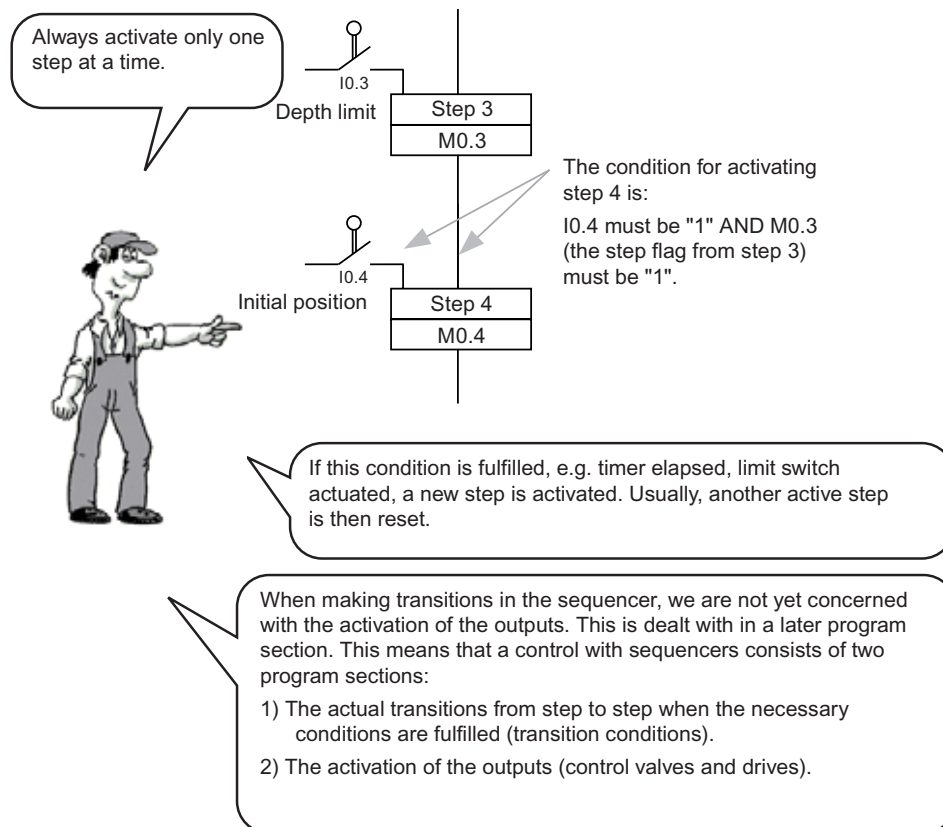 Always activate only one
step at a time.
I0.3
Depth limit
Step 3
M0.3
The condition for activating
step 4 is:
I0.4 must be "1" AND M0.3
(the step flag from step 3)
must be "1".
I0.4
Initial position
Step 4
M0.4
If this condition is fulfilled, e.g. timer elapsed, limit switch
actuated, a new step is activated. Usually, another active step
is then reset.
When making transitions in the sequencer, we are not yet concerned
with the activation of the outputs. This is dealt with in a later program
section. This means that a control with sequencers consists of two
program sections:
1) The actual transitions from step to step when the necessary
conditions are fulfilled (transition conditions).
2) The activation of the outputs (control valves and drives).